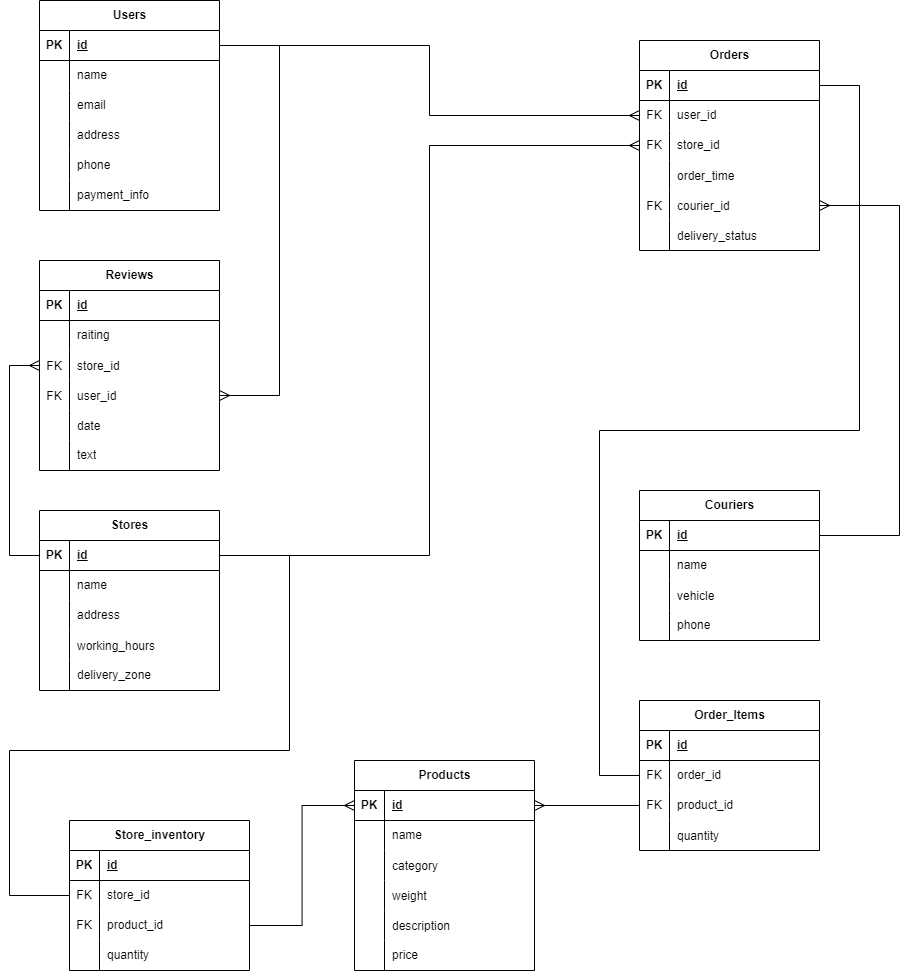 Users
PK id
name
email
address
phone
payment_info
Orders
PK id
FK user_id
FK store_id
order_time
FK courier_id
delivery_status
Reviews
PK id
raiting
FK store_id
FK user_id
date
text
Stores
PK id
name
address
working_hours
delivery_zone
Couriers
PK id
name
vehicle
phone
Order_Items
PK id
FK order_id
FK product_id
quantity
Products
PK id
name
category
weight
description
price
Store_inventory
PK id
FK store_id
FK product_id
quantity